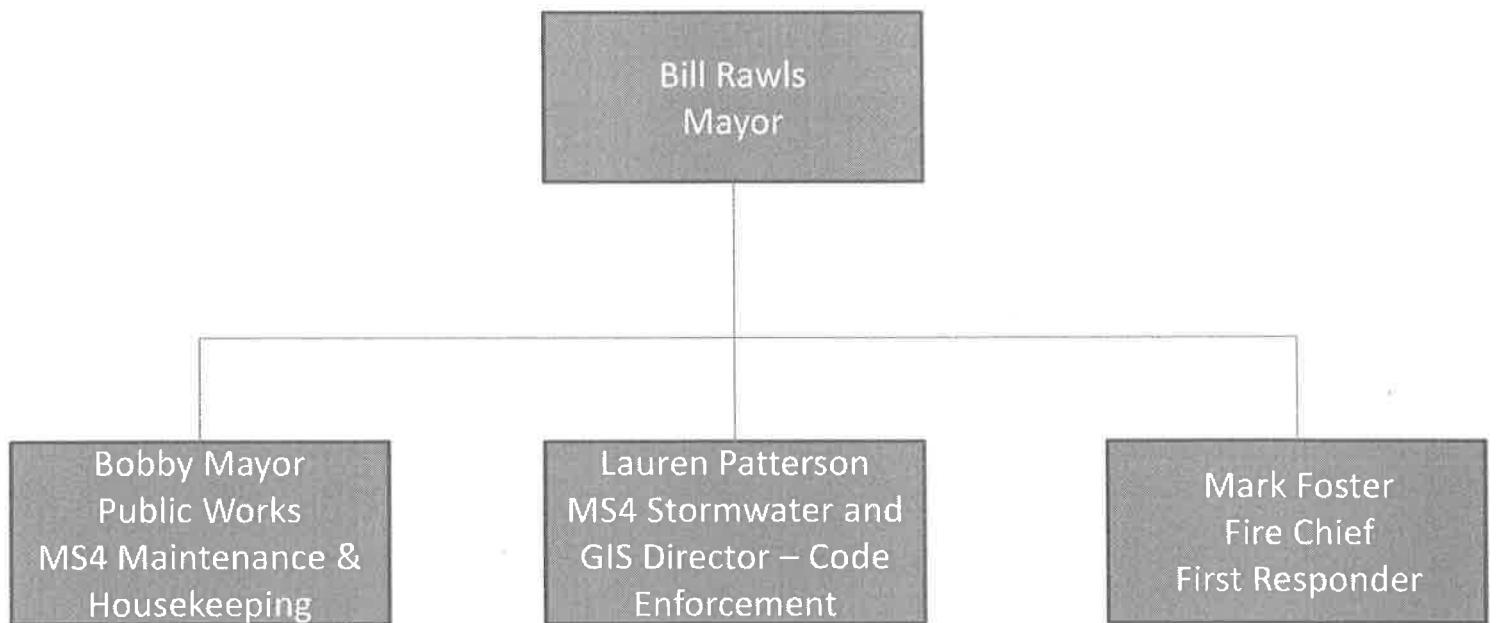 Bill Rawls
Mayor
Bobby Mayor
Public Works
MS4 Maintenance &
Housekeeping
Lauren Patterson
MS4 Stormwater and
GIS Director – Code
Enforcement
Mark Foster
Fire Chief
First Responder